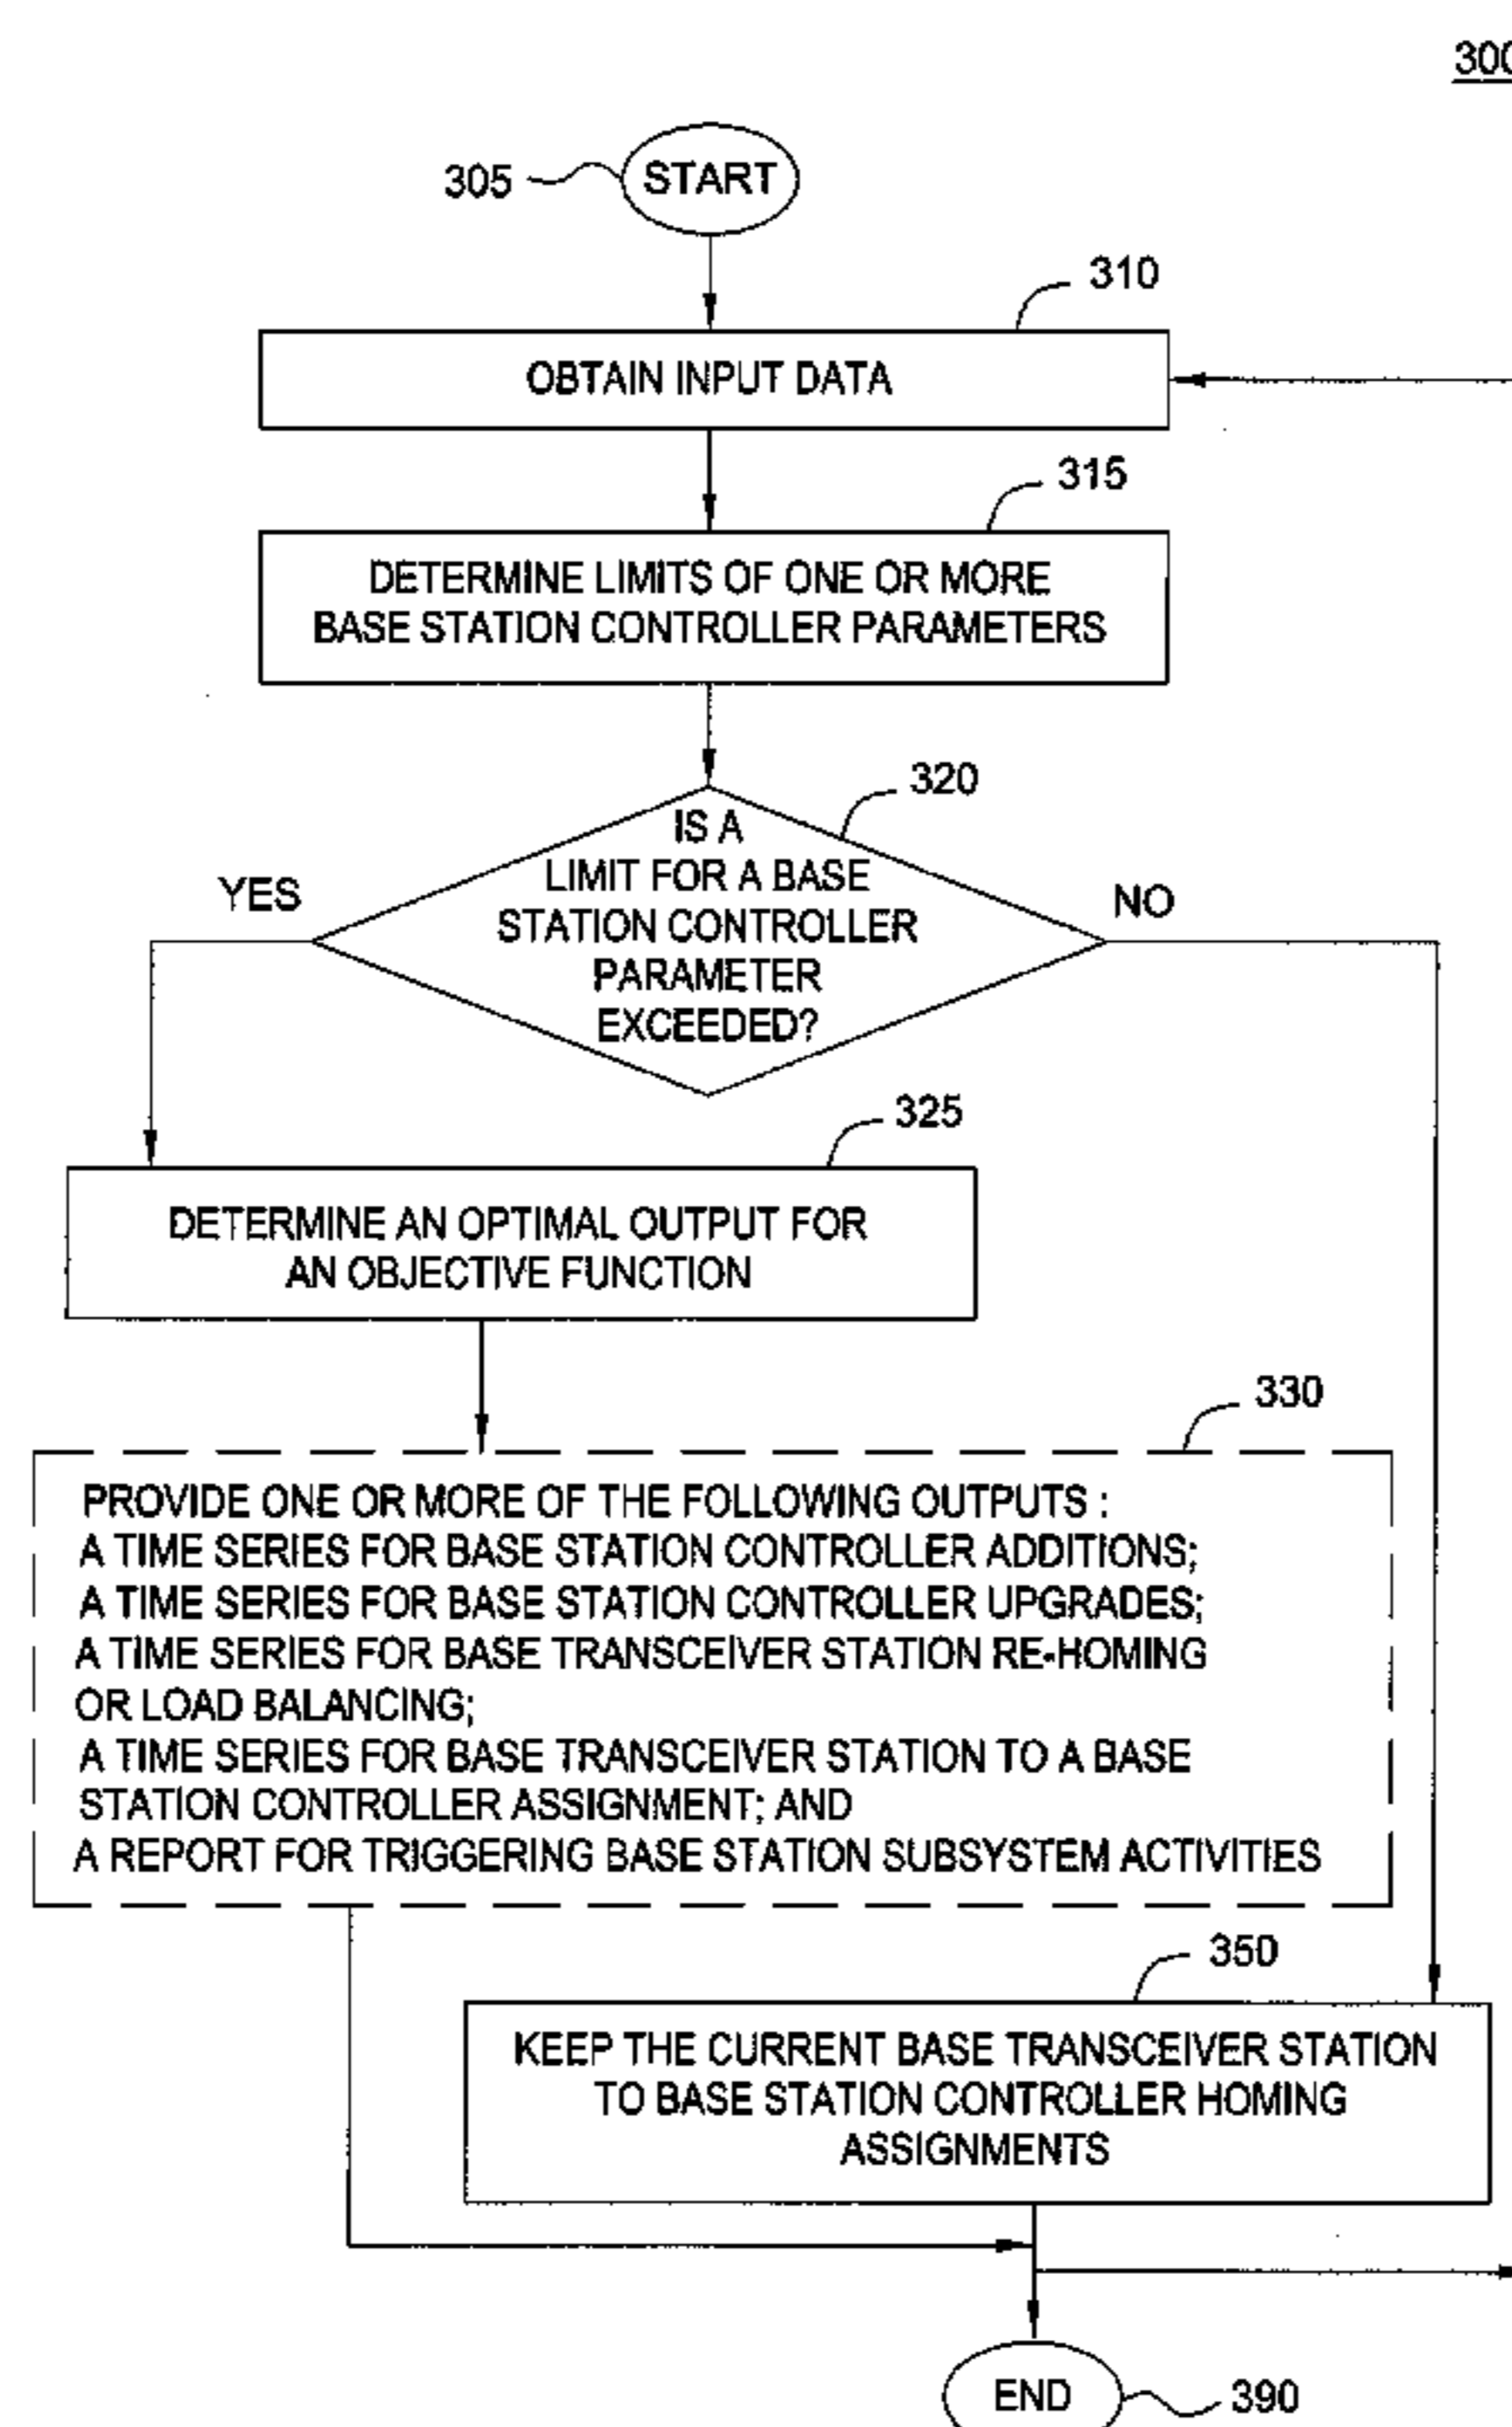 300
START
305
310
OBTAIN INPUT DATA
315
DETERMINE LIMITS OF ONE OR MORE
BASE STATION CONTROLLER PARAMETERS
320
IS A
LIMIT FOR A BASE
STATION CONTROLLER
PARAMETER
EXCEEDED?
YES
NO
325
DETERMINE AN OPTIMAL OUTPUT FOR
AN OBJECTIVE FUNCTION
330
PROVIDE ONE OR MORE OF THE FOLLOWING OUTPUTS :
A TIME SERIES FOR BASE STATION CONTROLLER ADDITIONS;
A TIME SERIES FOR BASE STATION CONTROLLER UPGRADES;
A TIME SERIES FOR BASE TRANSCEIVER STATION RE-HOMING
OR LOAD BALANCING;
A TIME SERIES FOR BASE TRANSCEIVER STATION TO A BASE
STATION CONTROLLER ASSIGNMENT; AND
A REPORT FOR TRIGGERING BASE STATION SUBSYSTEM ACTIVITIES
350
KEEP THE CURRENT BASE TRANSCEIVER STATION
TO BASE STATION CONTROLLER HOMING
ASSIGNMENTS
END
390